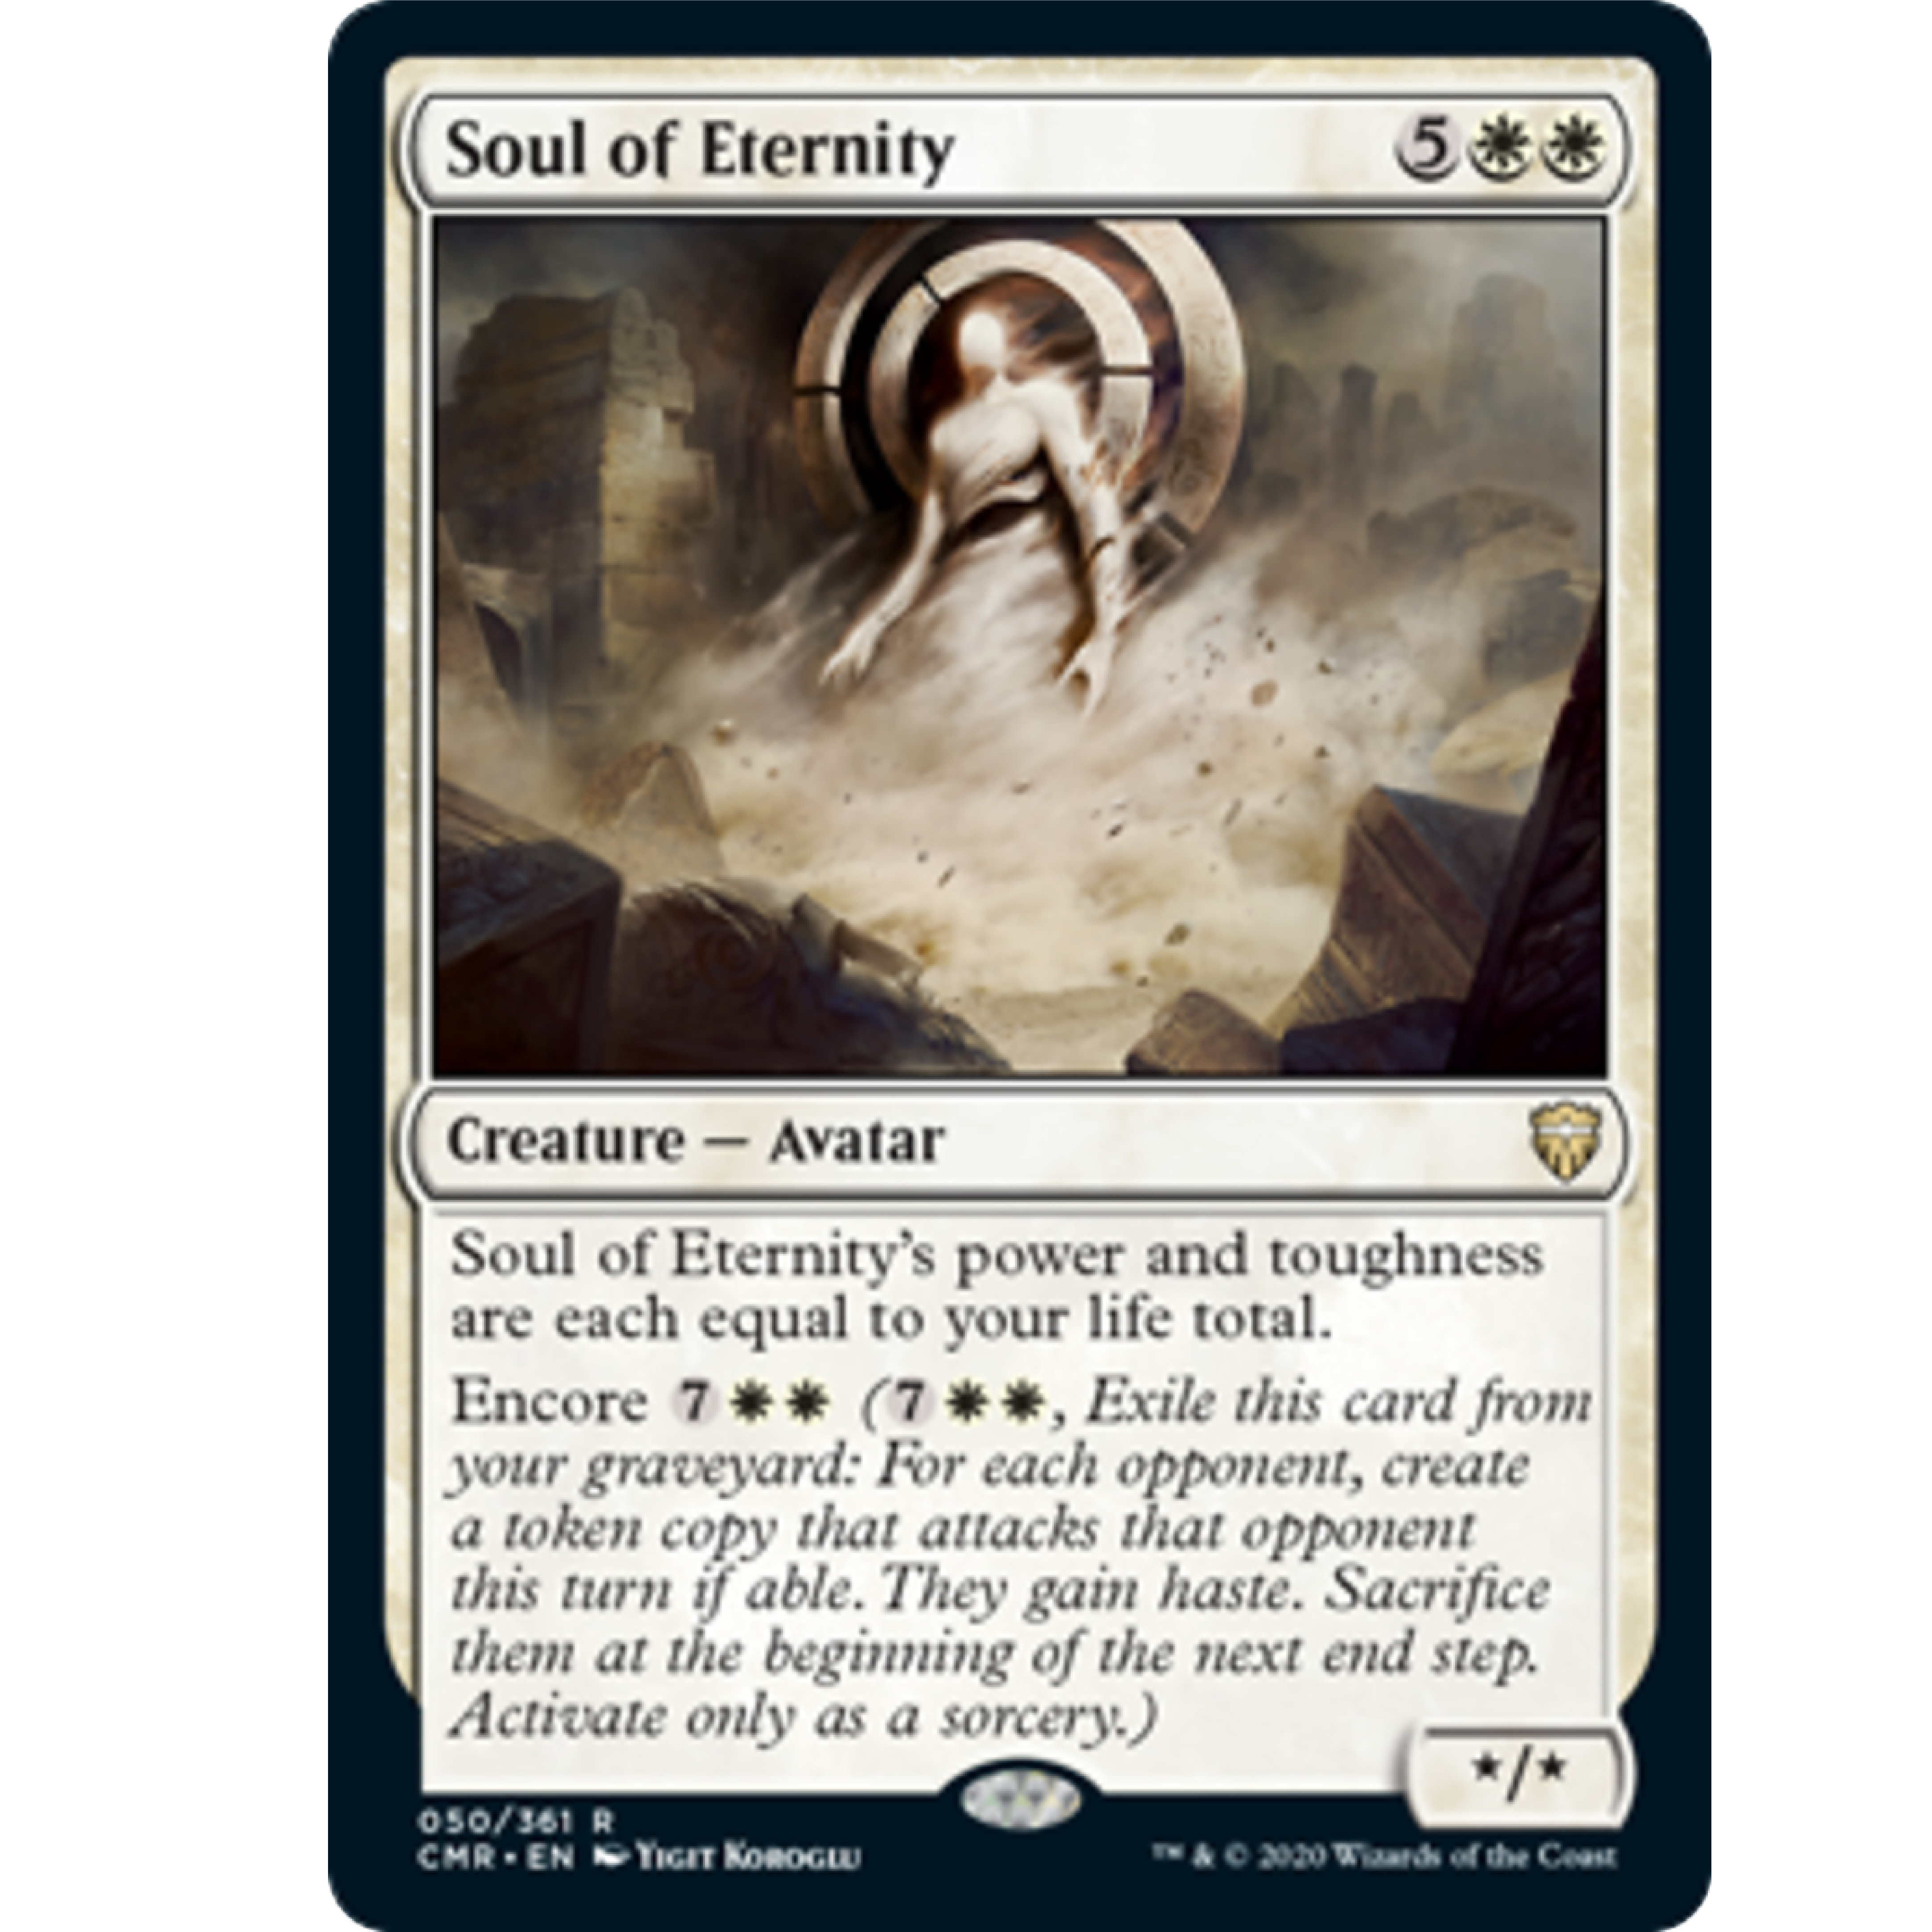 Soul of Eternity 5
Creature — Avatar
Soul of Eternity's power and toughness
are each equal to your life total.
Encore 7 (7 , Exile this card from
your graveyard: For each opponent, create
a token copy that attacks that opponent
this turn if able. They gain haste. Sacrifice
them at the beginning of the next end step.
Activate only as a sorcery.)
★/★
050/361 R
CMR • EN Yigit Koroglu
™ & © 2020 Wizards of the Coast